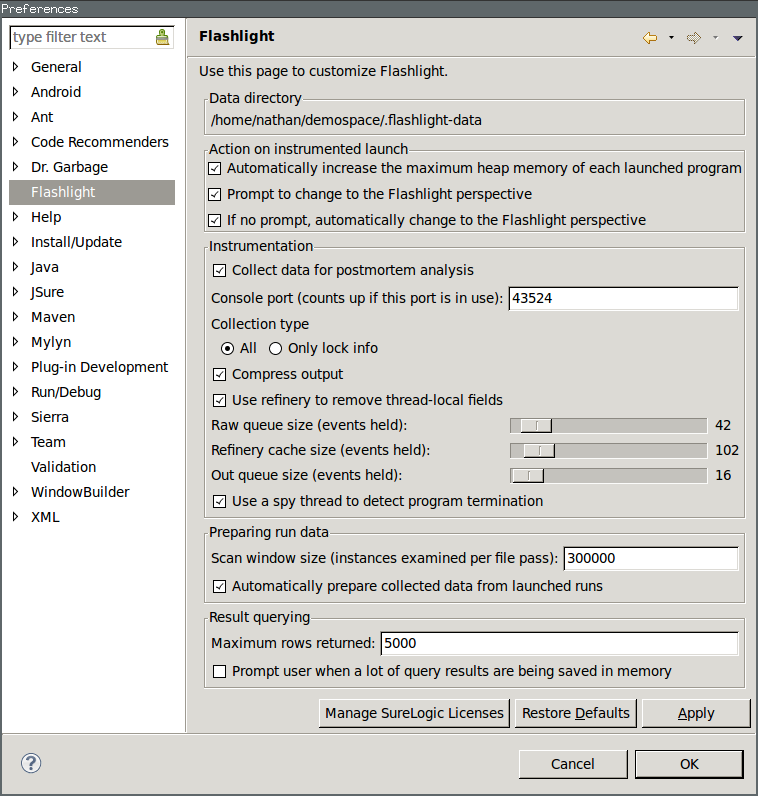 Preferences
type filter text
General
Android
Ant
Code Recommenders
Dr. Garbage
Flashlight
Help
Install/Update
Java
JSure
Maven
Mylyn
Plug-in Development
Run/Debug
Sierra
Team
Validation
WindowBuilder
XML
Flashlight
Use this page to customize Flashlight.
Data directory
/home/nathan/demospace/.flashlight-data
Action on instrumented launch
Automatically increase the maximum heap memory of each launched program
Prompt to change to the Flashlight perspective
If no prompt, automatically change to the Flashlight perspective
Instrumentation
Collect data for postmortem analysis
Console port (counts up if this port is in use): 43524
Collection type
All Only lock info
Compress output
Use refinery to remove thread-local fields
Raw queue size (events held): 42
Refinery cache size (events held): 102
Out queue size (events held): 16
Use a spy thread to detect program termination
Preparing run data
Scan window size (instances examined per file pass): 300000
Automatically prepare collected data from launched runs
Result querying
Maximum rows returned: 5000
Prompt user when a lot of query results are being saved in memory
Manage SureLogic Licenses Restore Defaults Apply
? Cancel OK